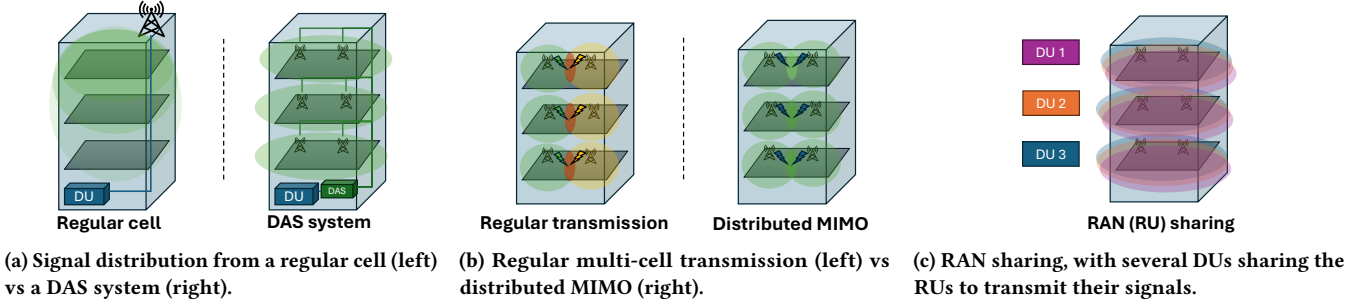 DU
Regular cell
DU
DAS
DAS system
(a) Signal distribution from a regular cell (left)
vs a DAS system (right).
Regular transmission
Distributed MIMO
(b) Regular multi-cell transmission (left) vs
distributed MIMO (right).
DU 1
DU 2
DU 3
RAN (RU) sharing
(c) RAN sharing, with several DUs sharing the
RUs to transmit their signals.